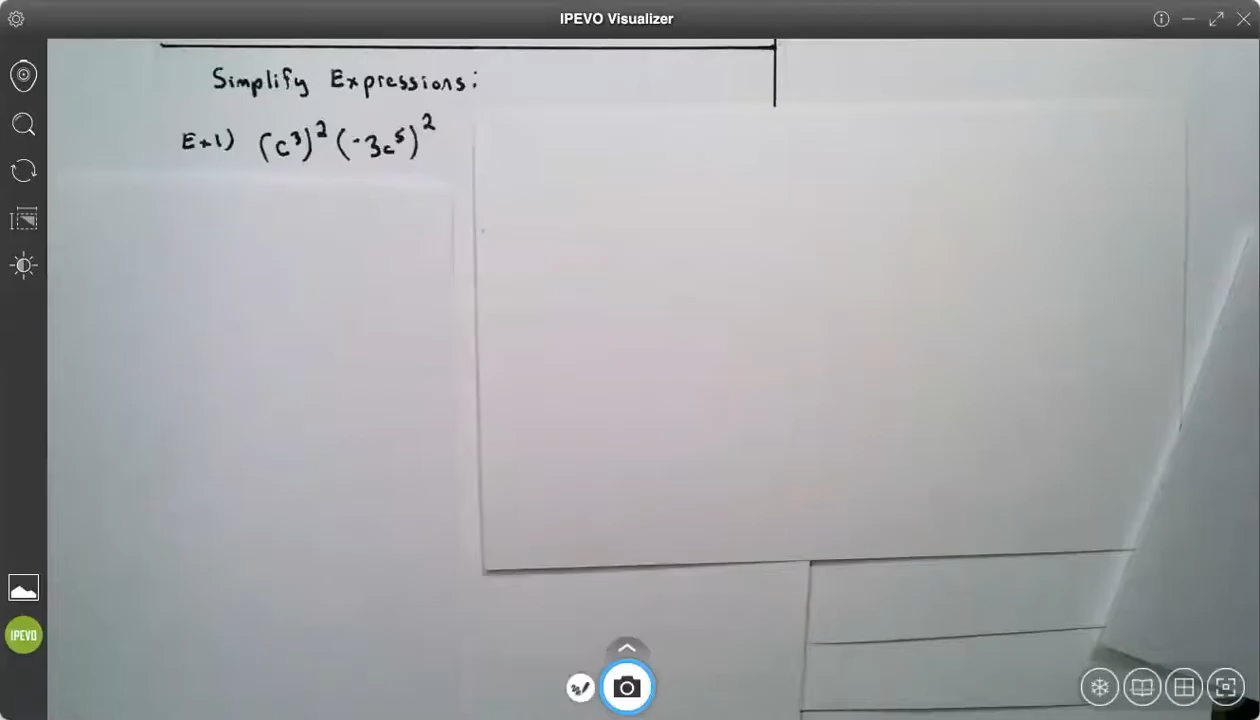 IPEVO Visualizer
Simplify Expressions:
Ex1) (c³)² (-3c⁵)²
IPEVO